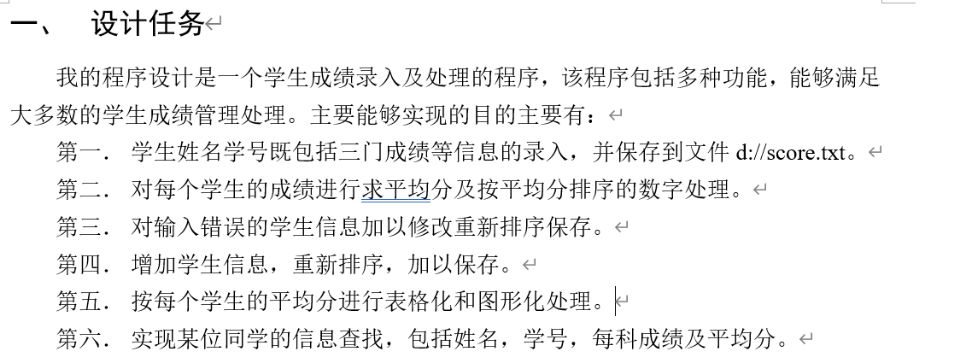 一、 设计任务
我的程序设计是一个学生成绩录入及处理的程序，该程序包括多种功能，能够满足
大多数的学生成绩管理处理。主要能够实现的目的主要有：
第一． 学生姓名学号既包括三门成绩等信息的录入，并保存到文件 d://score.txt。
第二． 对每个学生的成绩进行求平均分及按平均分排序的数字处理。
第三． 对输入错误的学生信息加以修改重新排序保存。
第四． 增加学生信息，重新排序，加以保存。
第五． 按每个学生的平均分进行表格化和图形化处理。
第六． 实现某位同学的信息查找，包括姓名，学号，每科成绩及平均分。